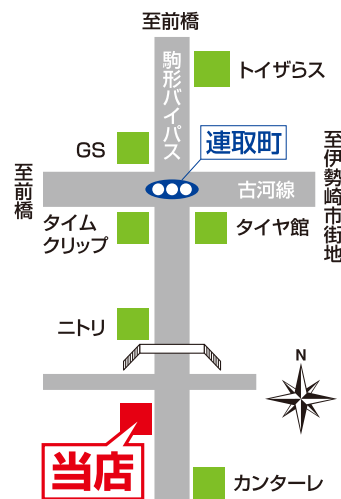 至前橋
駒形バイパス
トイザらス
GS
連取町
至伊勢崎市街地
至前橋
古河線
タイム
クリップ
タイヤ館
ニトリ
N
当店
カンターレ